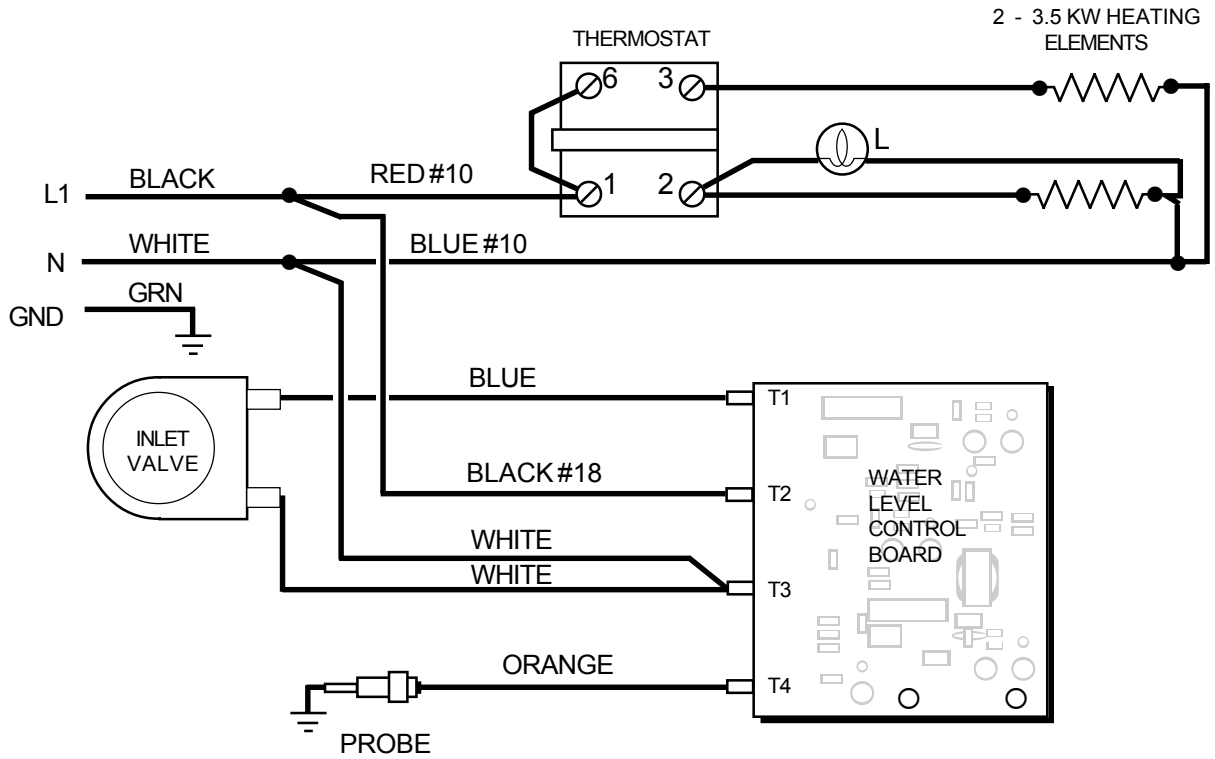 2 - 3.5 KW HEATING
ELEMENTS
THERMOSTAT
6 3
L
L1 BLACK RED #10 1 2
N WHITE BLUE #10
GND GRN
BLUE T1
INLET
VALVE
BLACK #18 T2
WATER
LEVEL
CONTROL
BOARD
WHITE
WHITE T3
ORANGE T4
PROBE